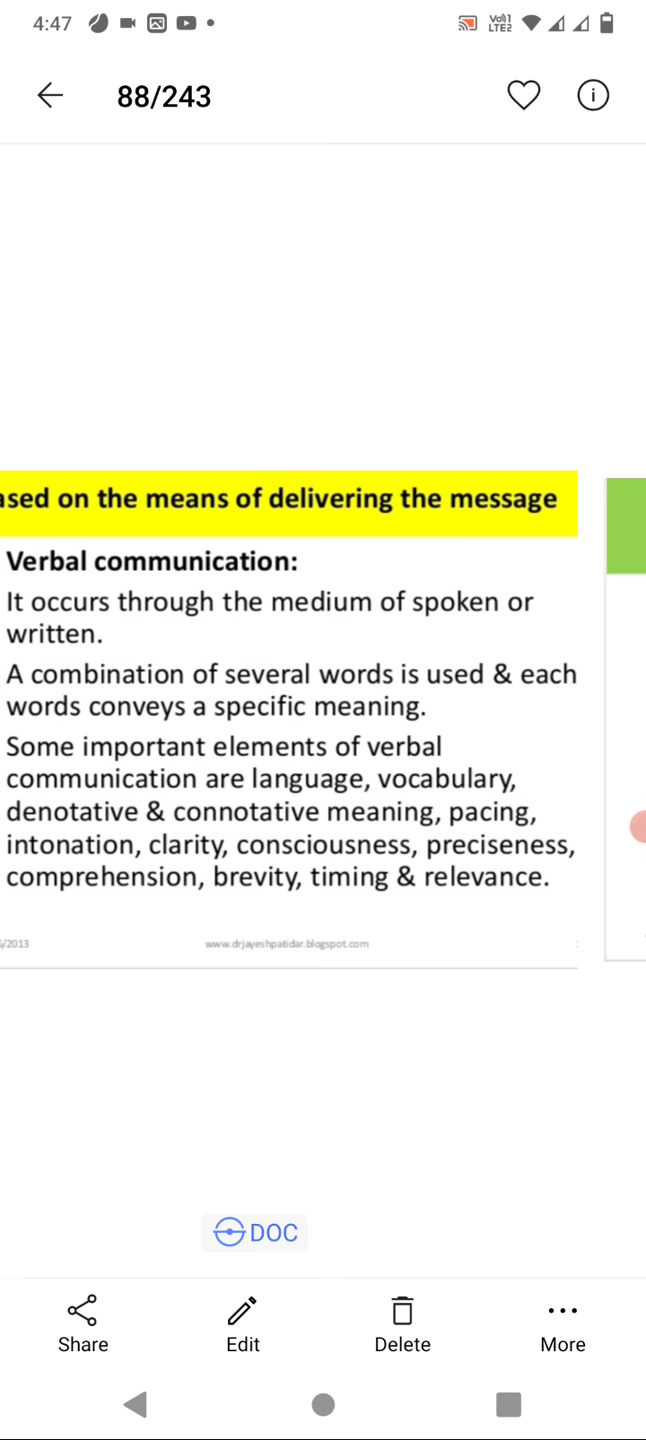 4:47
Vo)) 1
LTE2
88/243
ased on the means of delivering the message
Verbal communication:
It occurs through the medium of spoken or
written.
A combination of several words is used & each
words conveys a specific meaning.
Some important elements of verbal
communication are language, vocabulary,
denotative & connotative meaning, pacing,
intonation, clarity, consciousness, preciseness,
comprehension, brevity, timing & relevance.
/2013
www.drjayeshpatidar.blogspot.com
DOC
Share
Edit
Delete
More